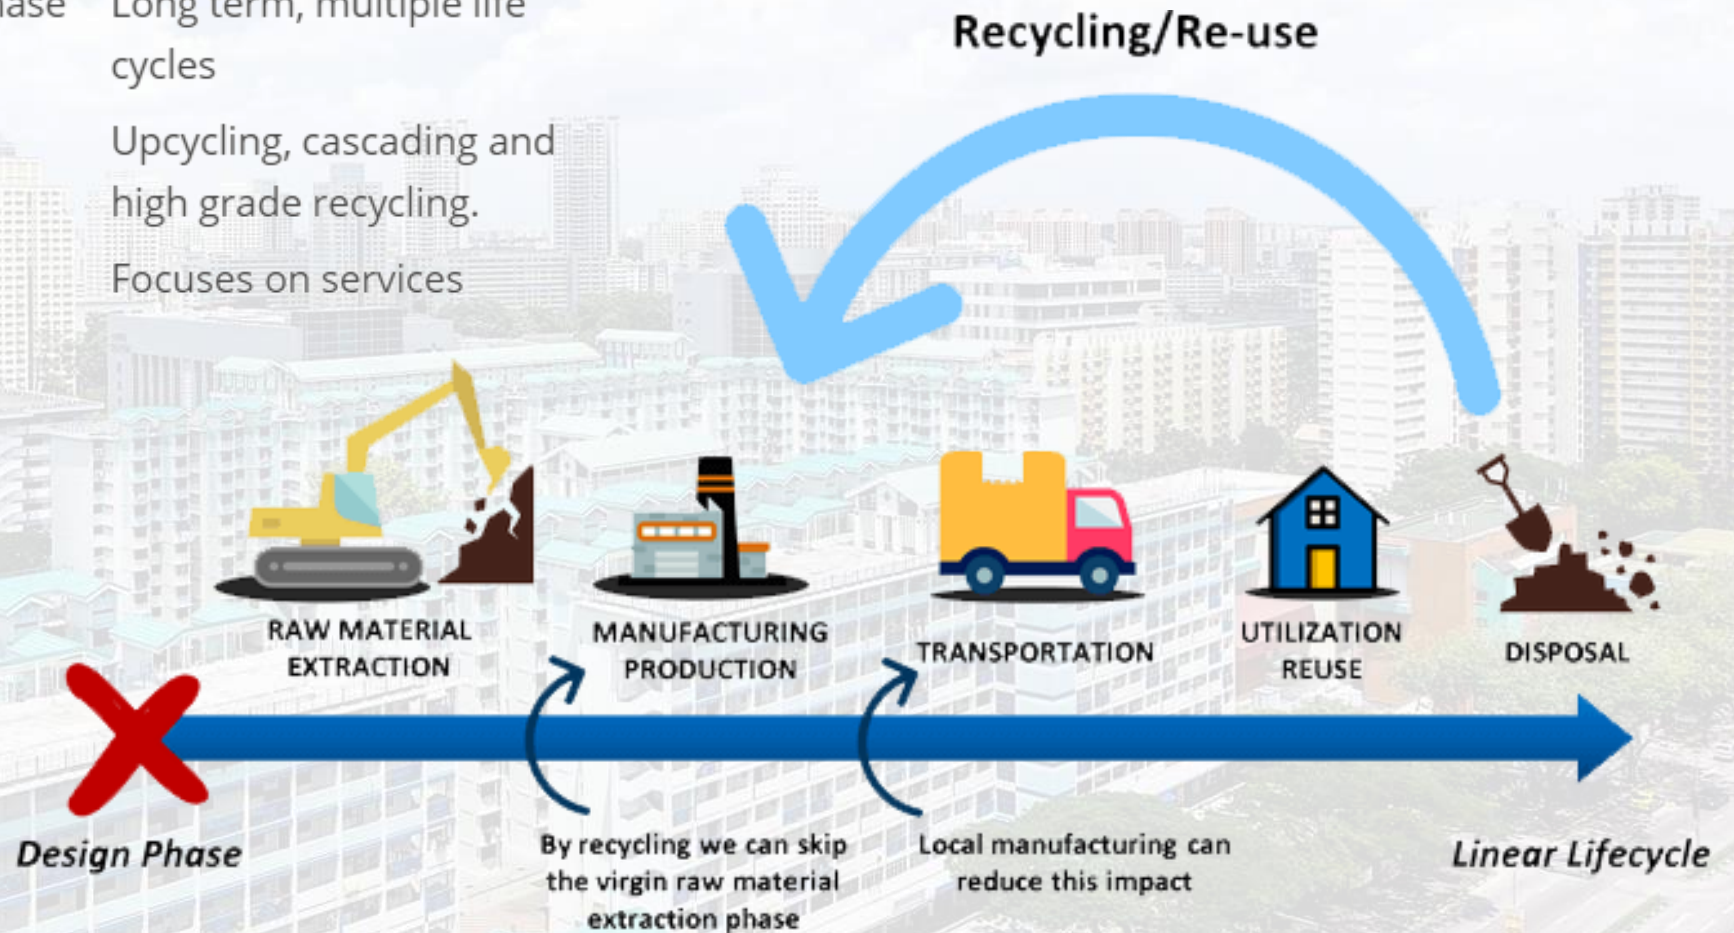 Long term, multiple life
cycles
Upcycling, cascading and
high grade recycling.
Focuses on services
Recycling/Re-use
RAW MATERIAL
EXTRACTION
MANUFACTURING
PRODUCTION
TRANSPORTATION
UTILIZATION
REUSE
DISPOSAL
Design Phase
By recycling we can skip
the virgin raw material
extraction phase
Local manufacturing can
reduce this impact
Linear Lifecycle